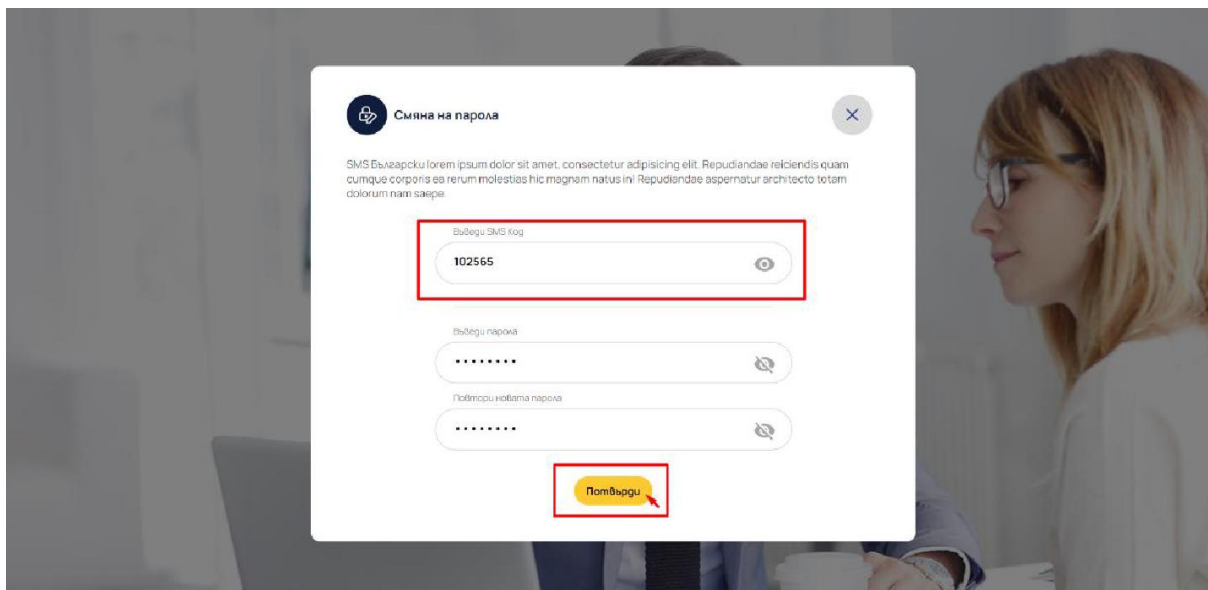 Смяна на парола
SMS Български lorem ipsum dolor sit amet, consectetur adipisicing elit. Repudiandae reiciendis quam
cumque corporis ea rerum molestias hic magnam natus in! Repudiandae aspernatur architecto totam
dolorum nam saepe.
Въведи SMS Код
102565
Въведи парола
••••••••
Повтори новата парола
••••••••
Потвърди